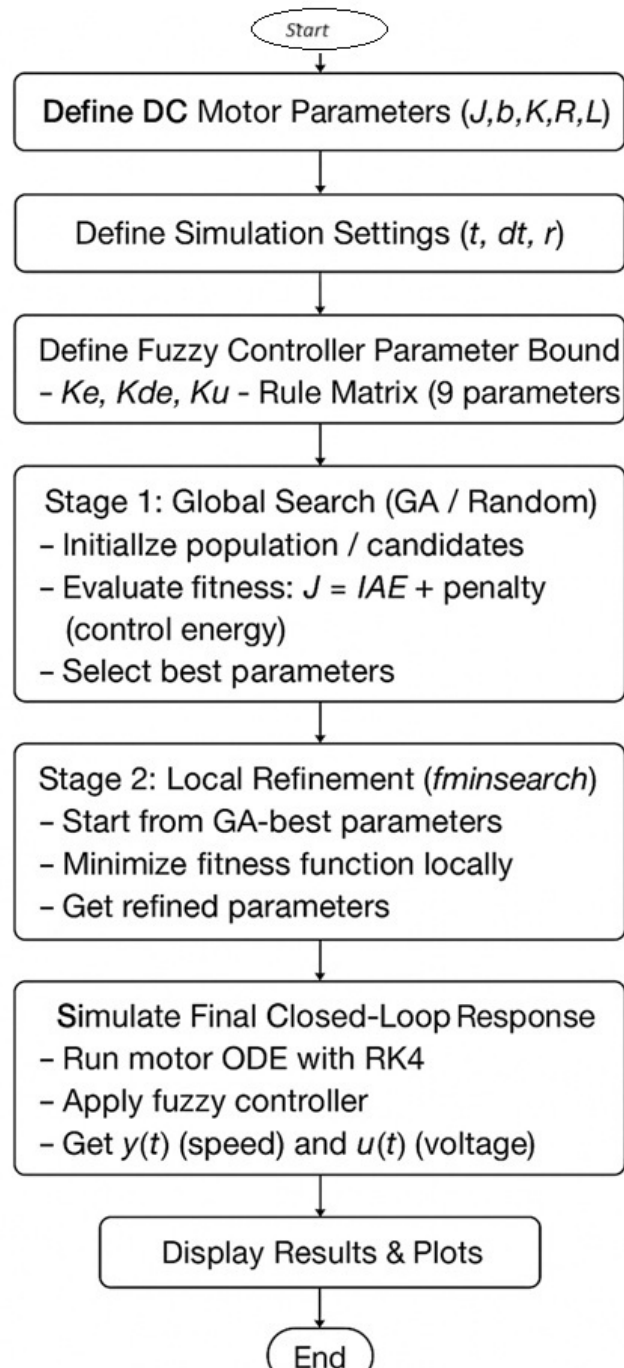 Start
Define DC Motor Parameters (J,b,K,R,L)
Define Simulation Settings (t, dt, r)
Define Fuzzy Controller Parameter Bound
– Ke, Kde, Ku - Rule Matrix (9 parameters
Stage 1: Global Search (GA / Random)
– Initiallze population / candidates
– Evaluate fitness: J = IAE + penalty
(control energy)
– Select best parameters
Stage 2: Local Refinement (fminsearch)
– Start from GA-best parameters
– Minimize fitness function locally
– Get refined parameters
Simulate Final Closed-Loop Response
– Run motor ODE with RK4
– Apply fuzzy controller
– Get y(t) (speed) and u(t) (voltage)
Display Results & Plots
End